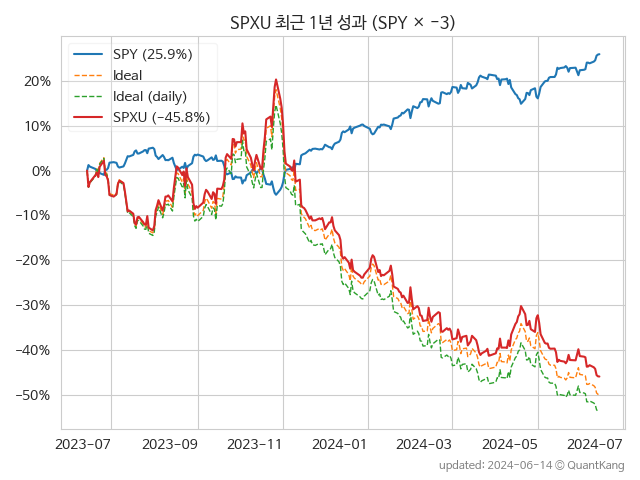 SPXU 최근 1년 성과 (SPY × −3)
SPY (25.9%)
Ideal
Ideal (daily)
SPXU (−45.8%)
20%
10%
0%
−10%
−20%
−30%
−40%
−50%
2023-07 2023-09 2023-11 2024-01 2024-03 2024-05 2024-07
updated: 2024-06-14 © QuantKang